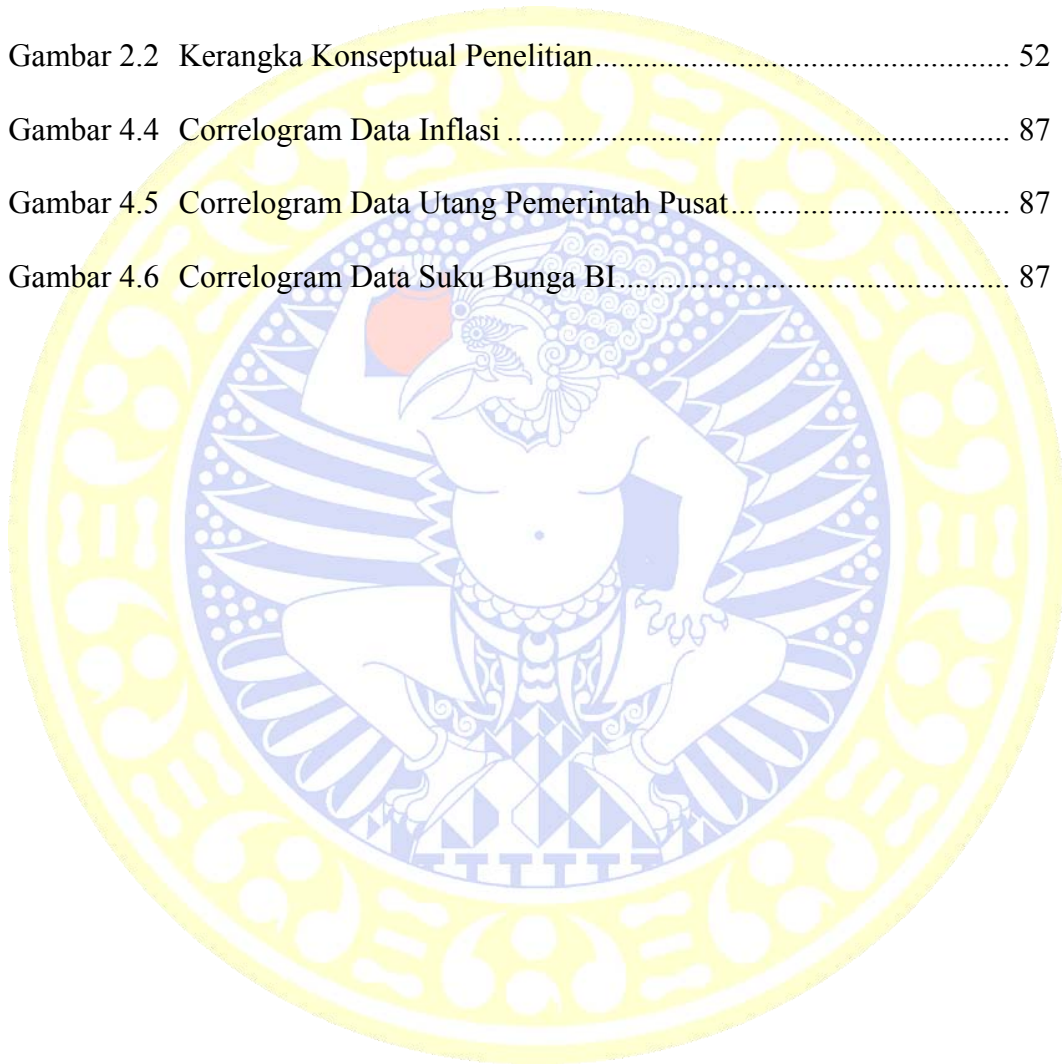 Gambar 2.2 Kerangka Konseptual Penitian.................................................... 52
Gambar 4.4 Correlogram Data Inflasi ............................................................... 87
Gambar 4.5 Correlogram Data Utang Pemerintah Pusat................................... 87
Gambar 4.6 Correlogram Data Suku Bunga BI................................................. 87